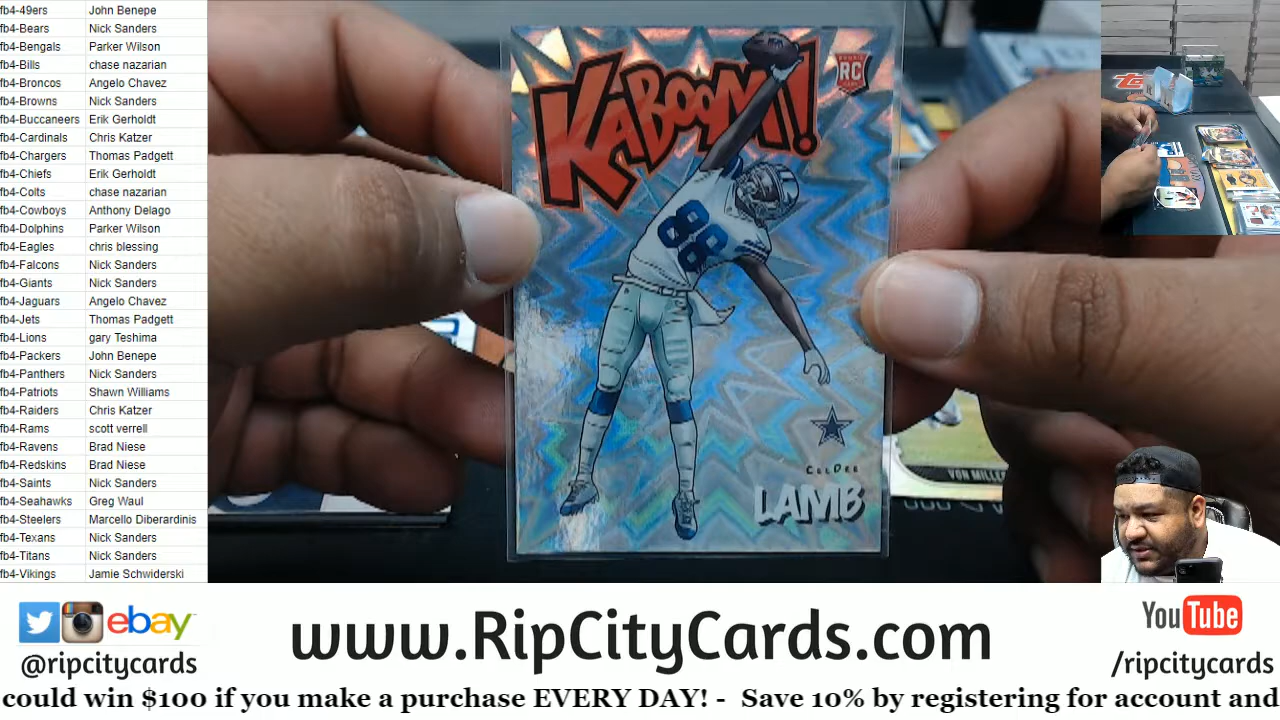 fb4-49ers John Benepe
fb4-Bears Nick Sanders
fb4-Bengals Parker Wilson
fb4-Bills chase nazarian
fb4-Broncos Angelo Chavez
fb4-Browns Nick Sanders
fb4-Buccaneers Erik Gerholdt
fb4-Cardinals Chris Katzer
fb4-Chargers Thomas Padgett
fb4-Chiefs Erik Gerholdt
fb4-Colts chase nazarian
fb4-Cowboys Anthony Delago
fb4-Dolphins Parker Wilson
fb4-Eagles chris blessing
fb4-Falcons Nick Sanders
fb4-Giants Nick Sanders
fb4-Jaguars Angelo Chavez
fb4-Jets Thomas Padgett
fb4-Lions gary Teshima
fb4-Packers John Benepe
fb4-Panthers Nick Sanders
fb4-Patriots Shawn Williams
fb4-Raiders Chris Katzer
fb4-Rams scott verrell
fb4-Ravens Brad Niese
fb4-Redskins Brad Niese
fb4-Saints Nick Sanders
fb4-Seahawks Greg Waul
fb4-Steelers Marcello Diberardinis
fb4-Texans Nick Sanders
fb4-Titans Nick Sanders
fb4-Vikings Jamie Schwiderski
KABOOM!
RC
88
CEEDEE
LAMB
VON MILLE
ebay
@ripcitycards
www.RipCityCards.com
YouTube
/ripcitycards
could win $100 if you make a purchase EVERY DAY! - Save 10% by registering for account and